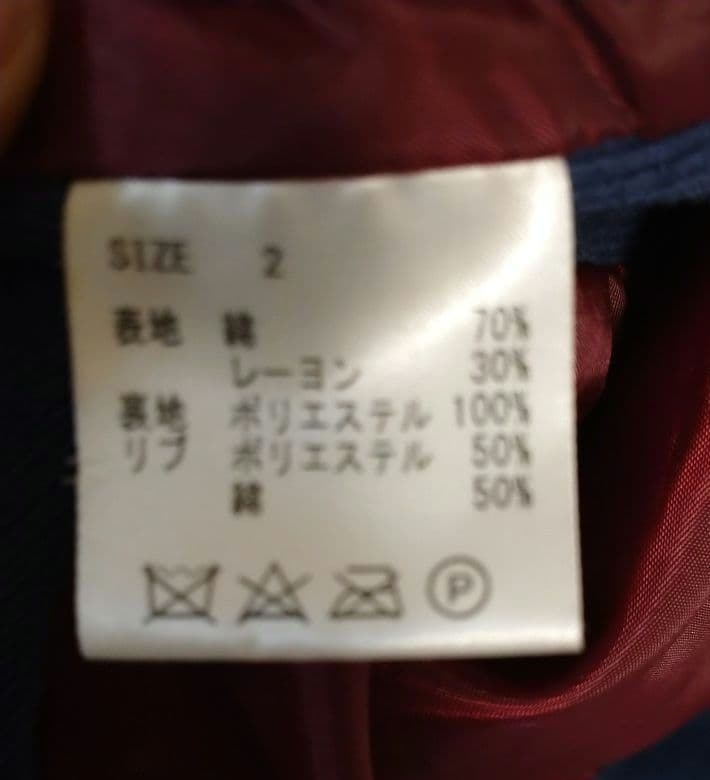 SIZE 2
表地 綿 70%
レーヨン 30%
裏地 ポリエステル 100%
リブ ポリエステル 50%
綿 50%
P